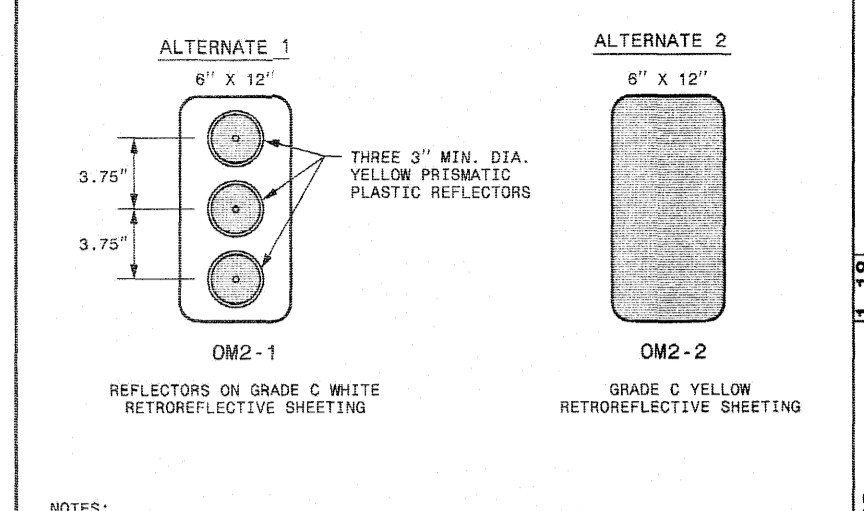 ALTERNATE 1
6" X 12"
3.75"
3.75"
THREE 3" MIN. DIA.
YELLOW PRISMATIC
PLASTIC REFLECTORS
OM2-1
REFLECTORS ON GRADE C WHITE
RETROREFLECTIVE SHEETING
ALTERNATE 2
6" X 12"
OM2-2
GRADE C YELLOW
RETROREFLECTIVE SHEETING
NOTES: